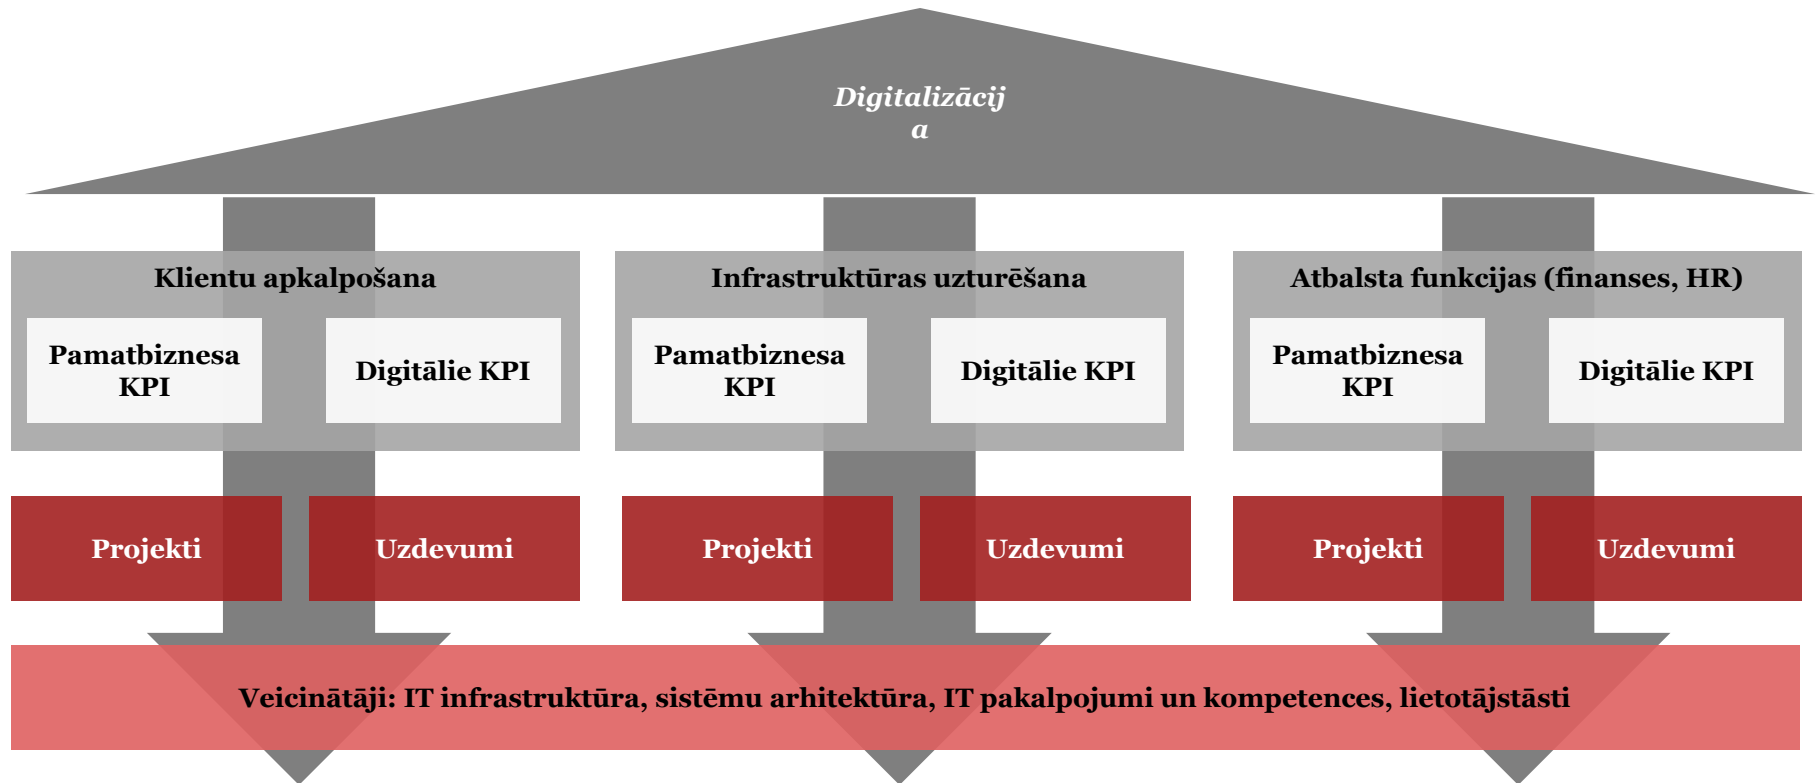 Digitalizācij
a
Klientu apkalpošana
Pamatbiznesa
KPI
Digitālie KPI
Infrastruktūras uzturēšana
Pamatbiznesa
KPI
Digitālie KPI
Atbalsta funkcijas (finanses, HR)
Pamatbiznesa
KPI
Digitālie KPI
Projekti
Uzdevumi
Projekti
Uzdevumi
Projekti
Uzdevumi
Veicinātāji: IT infrastruktūra, sistēmu arhitektūra, IT pakalpojumi un kompetences, lietotājstāsti